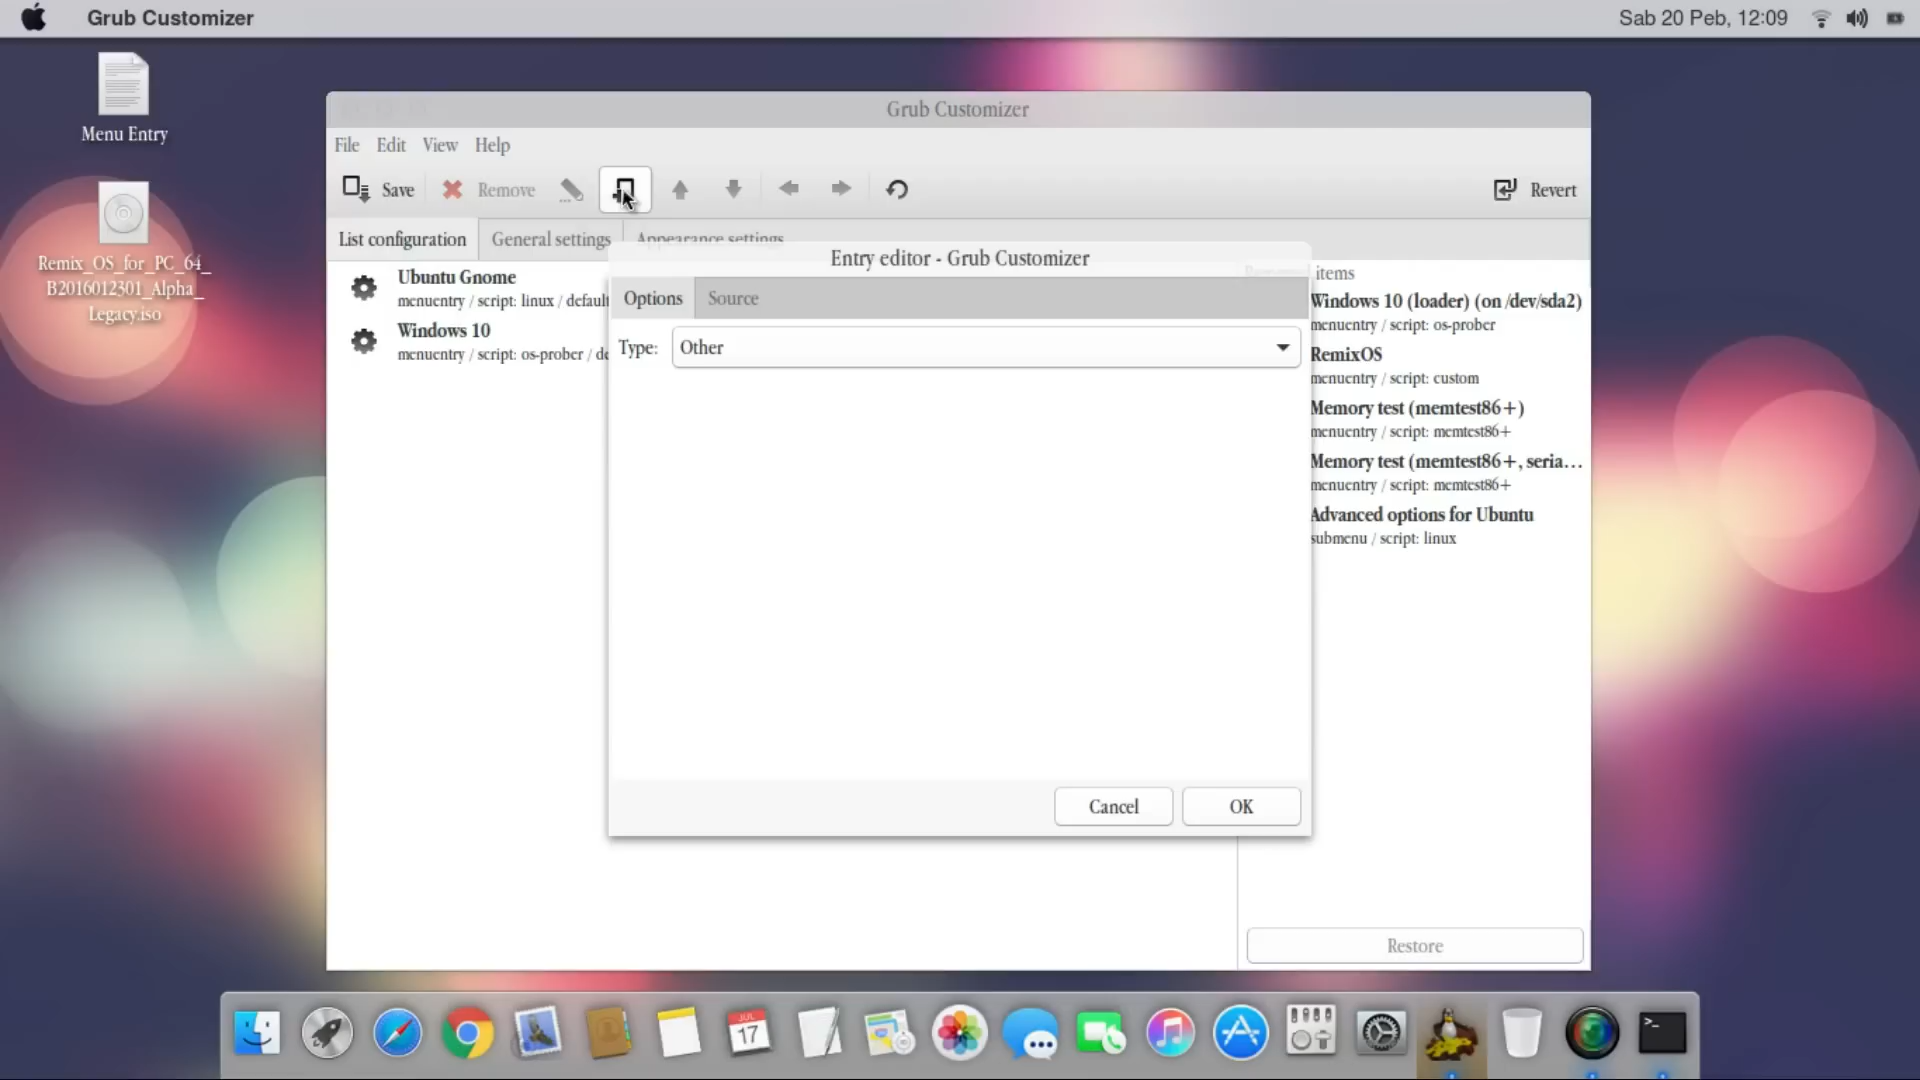 Grub Customizer
Sab 20 Peb, 12:09
Menu Entry
Remix_OS_for_PC_64_
B2016012301_Alpha_
Legacy.iso
Grub Customizer
File Edit View Help
Save Remove Revert
List configuration General settings Appearance settings
Ubuntu Gnome
menuentry / script: linux / default
Windows 10
menuentry / script: os-prober / de
Entry editor - Grub Customizer
Options Source
Type: Other
Cancel OK
items
Windows 10 (loader) (on /dev/sda2)
menuentry / script: os-prober
RemixOS
menuentry / script: custom
Memory test (memtest86+)
menuentry / script: memtest86+
Memory test (memtest86+, seria…
menuentry / script: memtest86+
Advanced options for Ubuntu
submenu / script: linux
Restore
JUL
17
>_